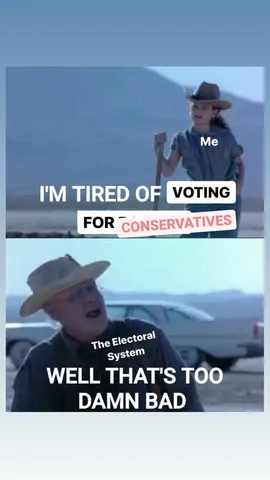 Me
I'M TIRED OF VOTING
FOR CONSERVATIVES
The Electoral
System
WELL THAT'S TOO
DAMN BAD